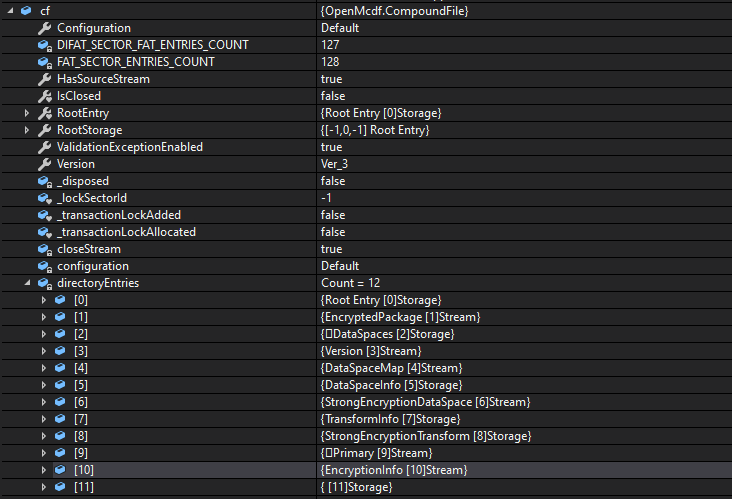 cf {OpenMcdf.CompoundFile}
Configuration Default
DIFAT_SECTOR_FAT_ENTRIES_COUNT 127
FAT_SECTOR_ENTRIES_COUNT 128
HasSourceStream true
IsClosed false
RootEntry {Root Entry [0]Storage}
RootStorage {[-1,0,-1] Root Entry}
ValidationExceptionEnabled true
Version Ver_3
_disposed false
_lockSectorId -1
_transactionLockAdded false
_transactionLockAllocated false
closeStream true
configuration Default
directoryEntries Count = 12
[0] {Root Entry [0]Storage}
[1] {EncryptedPackage [1]Stream}
[2] {□DataSpaces [2]Storage}
[3] {Version [3]Stream}
[4] {DataSpaceMap [4]Stream}
[5] {DataSpaceInfo [5]Storage}
[6] {StrongEncryptionDataSpace [6]Stream}
[7] {TransformInfo [7]Storage}
[8] {StrongEncryptionTransform [8]Storage}
[9] {□Primary [9]Stream}
[10] {EncryptionInfo [10]Stream}
[11] { [11]Storage}